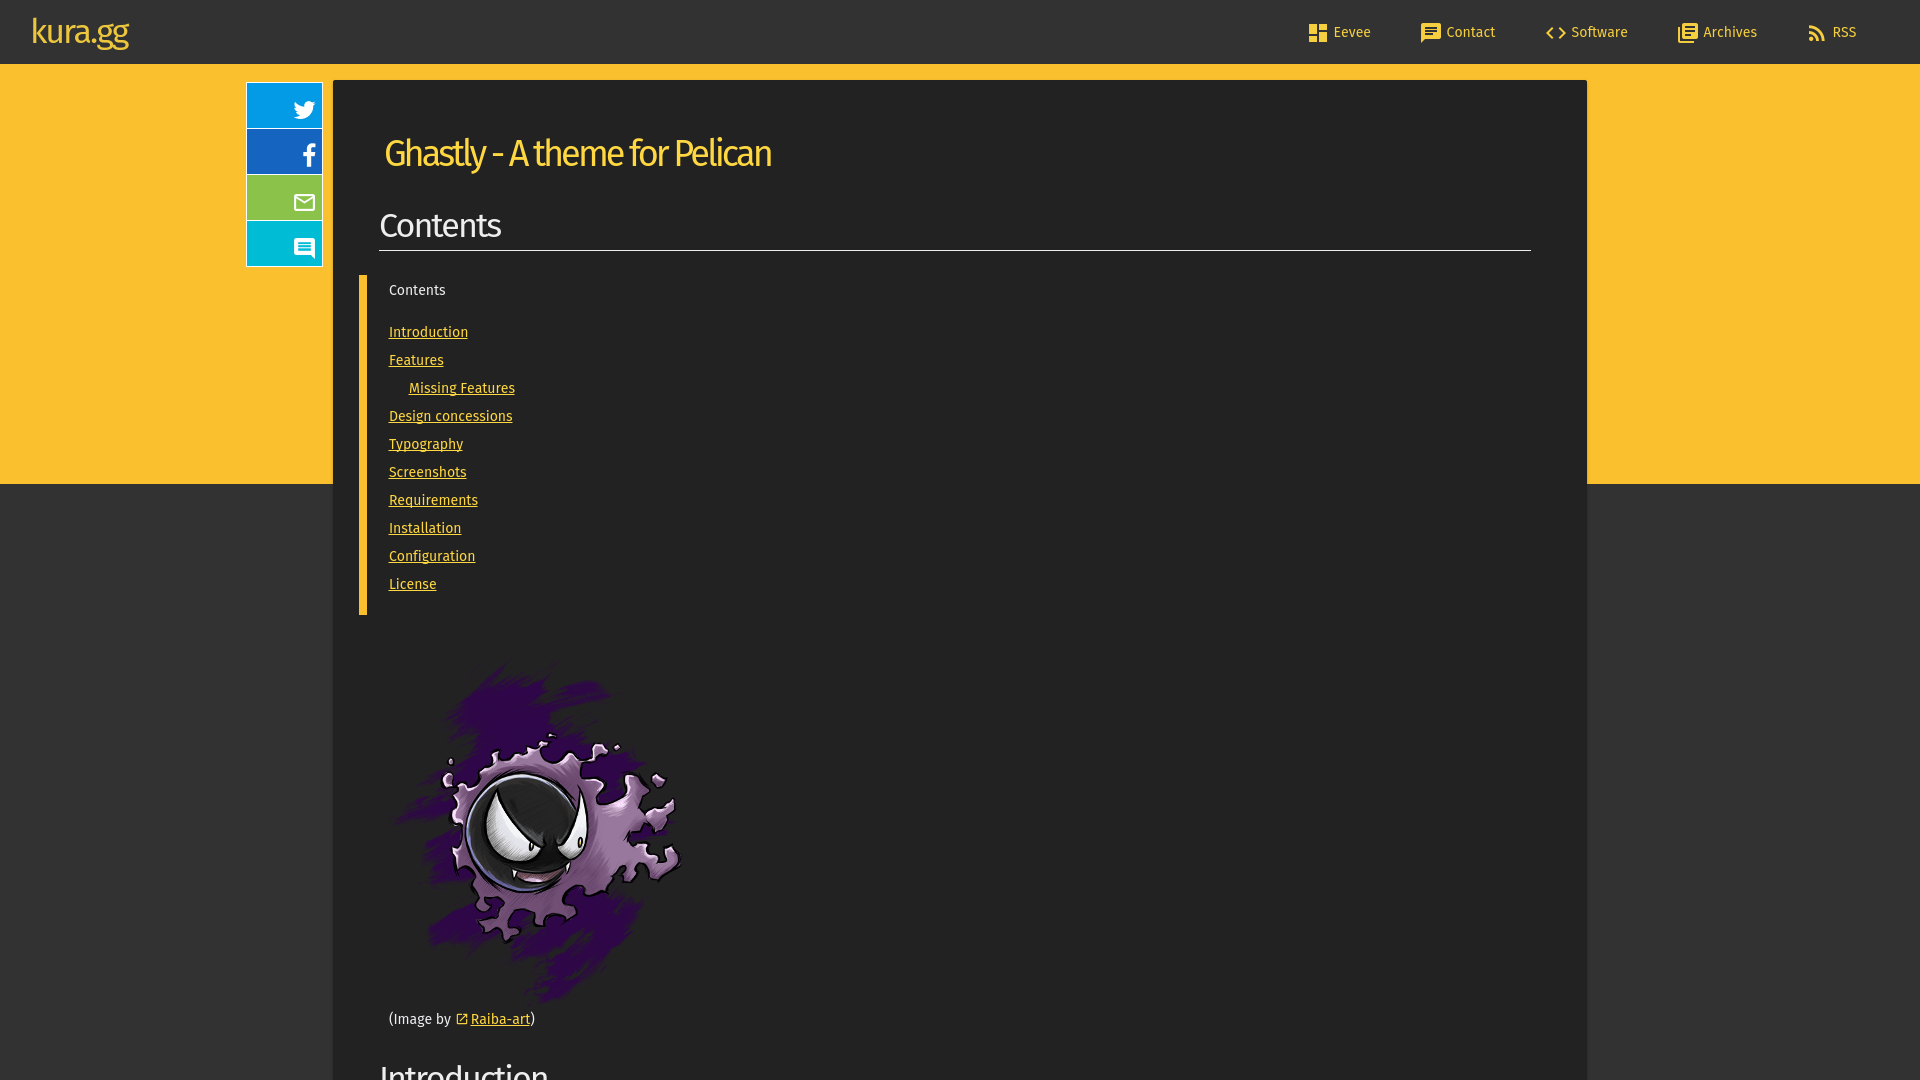 kura.gg
Eevee
Contact
Software
Archives
RSS
Ghastly - A theme for Pelican
Contents
Contents
Introduction
Features
Missing Features
Design concessions
Typography
Screenshots
Requirements
Installation
Configuration
License
(Image by Raiba-art)
Introduction